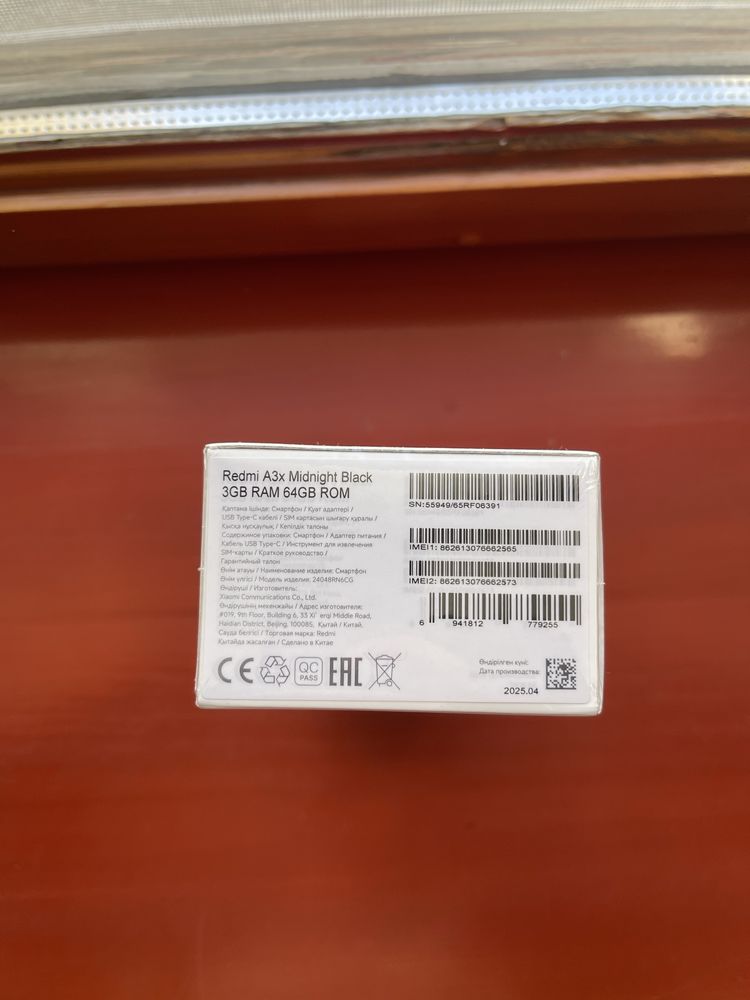 Redmi A3x Midnight Black
3GB RAM 64GB ROM
Қаптама ішінде: Смартфон / Қуат адаптері /
USB Type-C кабелі / SIM картасын шығару құралы /
Қысқа нұсқаулық / Кепілдік талоны
Содержимое упаковки: Смартфон / Адаптер питания /
Кабель USB Type-C / Инструмент для извлечения
SIM-карты / Краткое руководство /
Гарантийный талон
Өнім атауы / Наименование изделия: Смартфон
Өнім үлгісі / Модель изделия: 24048RN6CG
Өндіруші / Изготовитель:
Xiaomi Communications Co., Ltd.
Өндірушінің мекенжайы / Адрес изготовителя:
#019, 9th Floor, Building 6, 33 Xi' erqi Middle Road,
Haidian District, Beijing, 100085, Қытай / Китай.
Сауда белгісі / Торговая марка: Redmi
Қытайда жасалған / Сделано в Китае
CE
QC
PASS
EAC
SN:55949/65RF06391
IMEI1: 862613076662565
IMEI2: 862613076662573
6 941812 779255
Өндірілген күні:
Дата производства:
2025.04